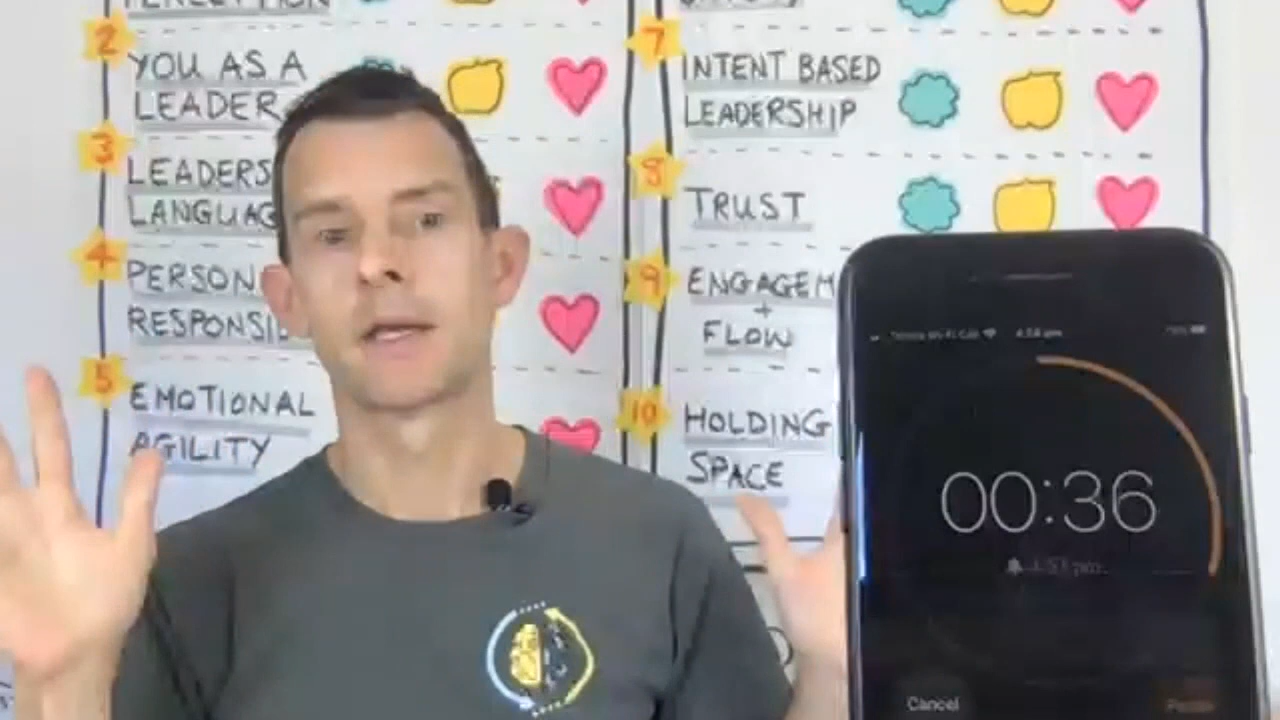 2
YOU AS A
LEADER
3
LEADERS
LANGUAG
4
PERSON
RESPONSI
5
EMOTIONAL
AGILITY
7
INTENT BASED
LEADERSHIP
8
TRUST
9
ENGAGEM
+
FLOW
10
HOLDING
SPACE
00:36
Cancel